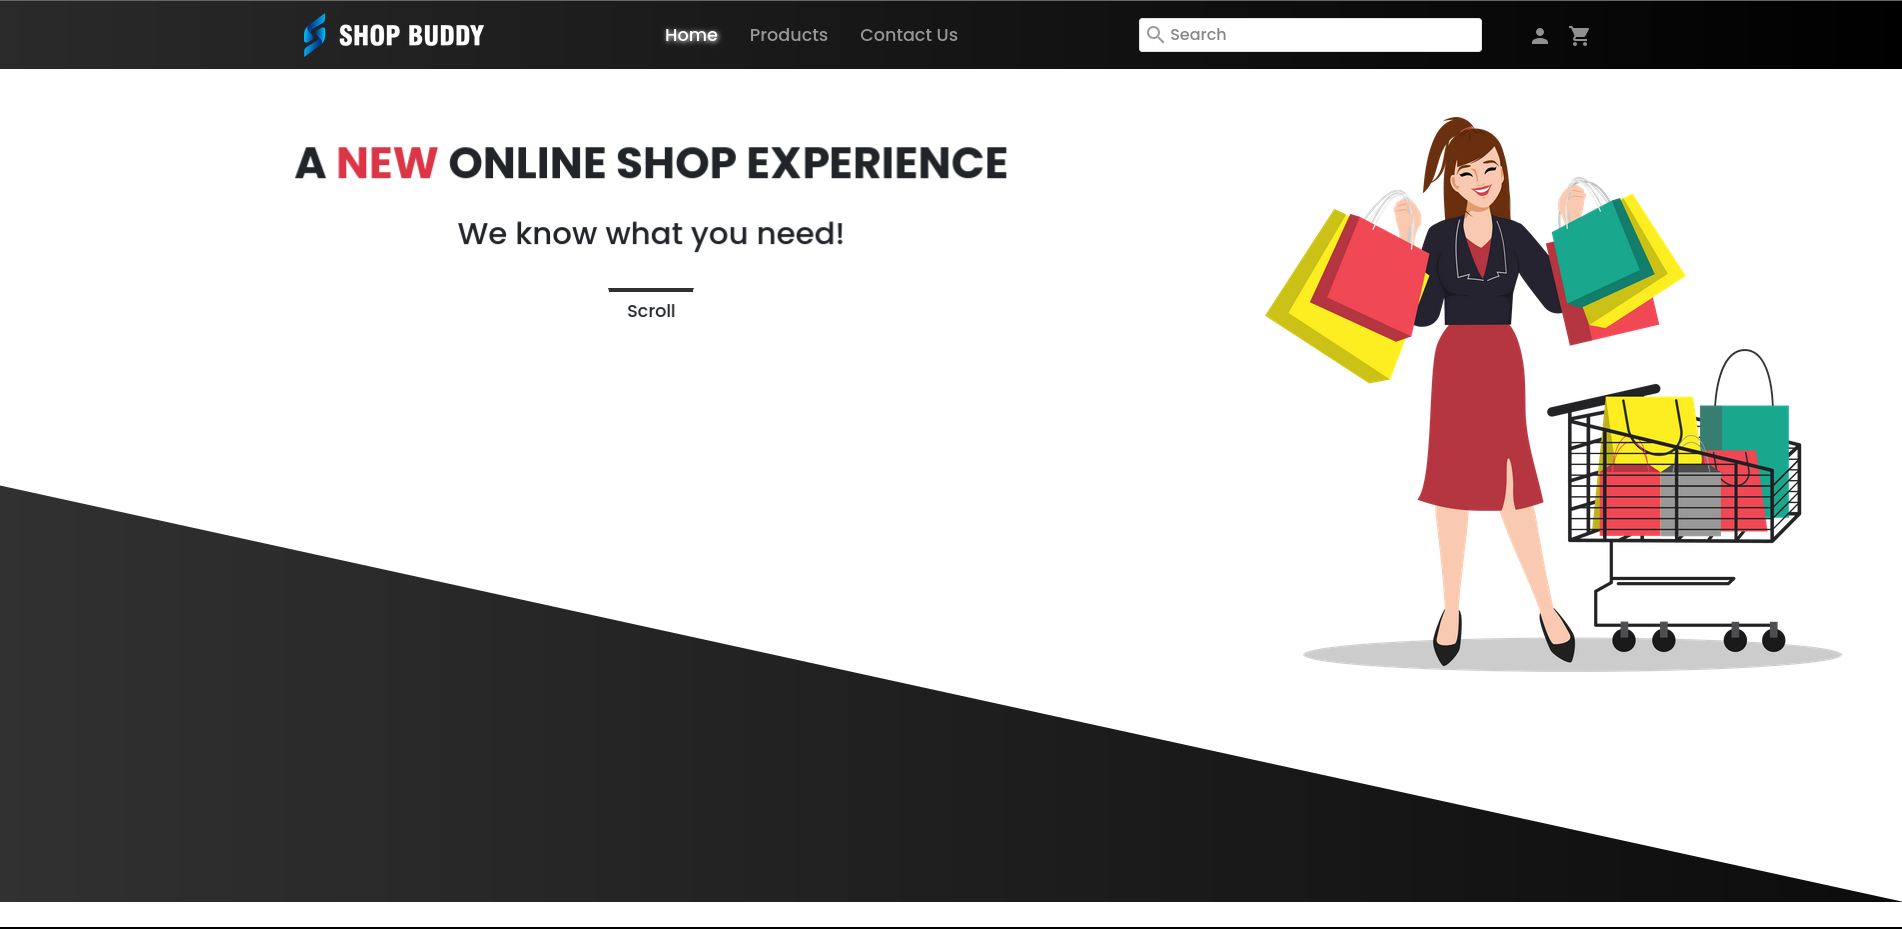 SHOP BUDDY
Home Products Contact Us
Search
A NEW ONLINE SHOP EXPERIENCE
We know what you need!
Scroll